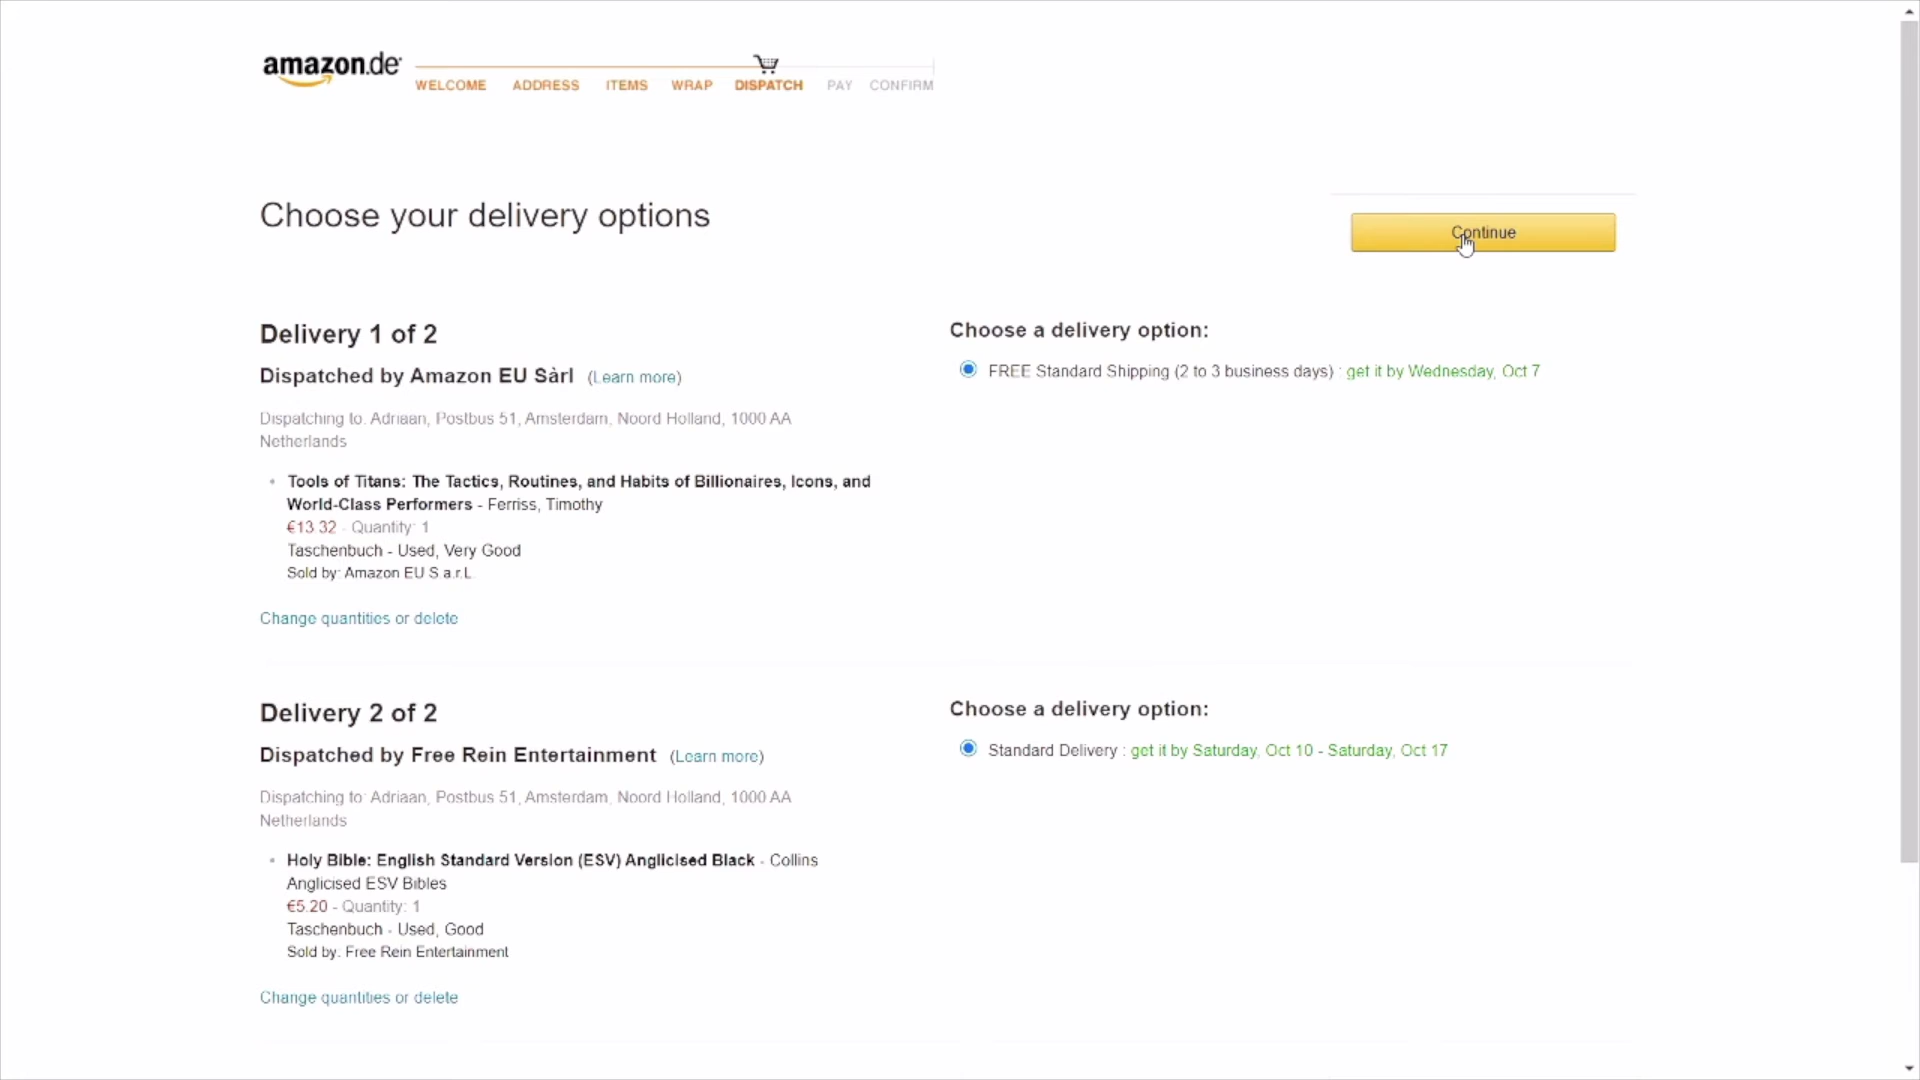 amazon.de
WELCOME ADDRESS ITEMS WRAP DISPATCH PAY CONFIRM
Choose your delivery options
Continue
Delivery 1 of 2
Dispatched by Amazon EU Sàrl (Learn more)
Dispatching to: Adriaan, Postbus 51, Amsterdam, Noord Holland, 1000 AA
Netherlands
• Tools of Titans: The Tactics, Routines, and Habits of Billionaires, Icons, and
World-Class Performers - Ferriss, Timothy
€13.32 - Quantity: 1
Taschenbuch - Used, Very Good
Sold by: Amazon EU S.a.r.L.
Change quantities or delete
Choose a delivery option:
FREE Standard Shipping (2 to 3 business days) : get it by Wednesday, Oct 7
Delivery 2 of 2
Dispatched by Free Rein Entertainment (Learn more)
Dispatching to: Adriaan, Postbus 51, Amsterdam, Noord Holland, 1000 AA
Netherlands
• Holy Bible: English Standard Version (ESV) Anglicised Black - Collins
Anglicised ESV Bibles
€5.20 - Quantity: 1
Taschenbuch - Used, Good
Sold by: Free Rein Entertainment
Change quantities or delete
Choose a delivery option:
Standard Delivery : get it by Saturday, Oct 10 - Saturday, Oct 17